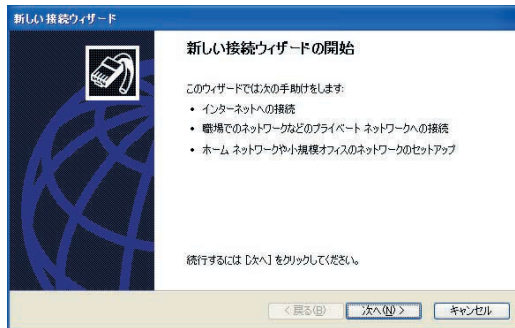 新しい接続ウィザード
新しい接続ウィザードの開始
このウィザードでは次の手助けをします:
• インターネットへの接続
• 職場でのネットワークなどのプライベート ネットワークへの接続
• ホーム ネットワークや小規模オフィスのネットワークのセットアップ
続行するには [次へ] をクリックしてください。
< 戻る(B) 次へ(N) > キャンセル